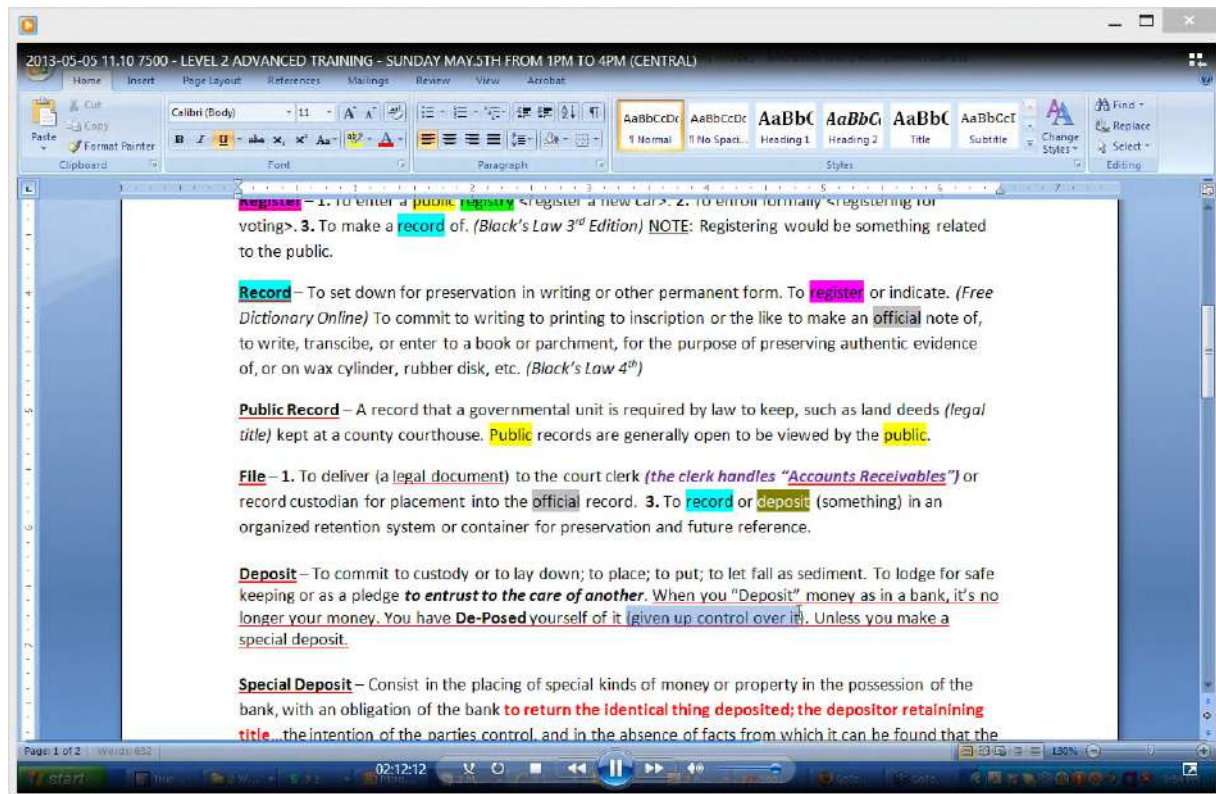 2013-05-05 11.10 7500 - LEVEL 2 ADVANCED TRAINING - SUNDAY MAY.5TH FROM 1PM TO 4PM (CENTRAL)
Home Insert Page Layout References Mailings Review View Acrobat
Cut
Copy
Format Painter
Paste
Calibri (Body) 11
AaBbCcDc AaBbCcDc AaBbC AaBbC AaBbC AaBbCcI
¶ Normal ¶ No Spaci... Heading 1 Heading 2 Title Subtitle
Change Styles
Find
Replace
Select
Clipboard Font Paragraph Styles Editing
Register – 1. To enter a public registry <register a new car>. 2. To enroll formally <registering for
voting>. 3. To make a record of. (Black's Law 3rd Edition) NOTE: Registering would be something related
to the public.
Record – To set down for preservation in writing or other permanent form. To register or indicate. (Free
Dictionary Online) To commit to writing to printing to inscription or the like to make an official note of,
to write, transcibe, or enter to a book or parchment, for the purpose of preserving authentic evidence
of, or on wax cylinder, rubber disk, etc. (Black's Law 4th)
Public Record – A record that a governmental unit is required by law to keep, such as land deeds (legal
title) kept at a county courthouse. Public records are generally open to be viewed by the public.
File – 1. To deliver (a legal document) to the court clerk (the clerk handles "Accounts Receivables") or
record custodian for placement into the official record. 3. To record or deposit (something) in an
organized retention system or container for preservation and future reference.
Deposit – To commit to custody or to lay down; to place; to put; to let fall as sediment. To lodge for safe
keeping or as a pledge to entrust to the care of another. When you "Deposit" money as in a bank, it's no
longer your money. You have De-Posed yourself of it (given up control over it). Unless you make a
special deposit.
Special Deposit – Consist in the placing of special kinds of money or property in the possession of the
bank, with an obligation of the bank to return the identical thing deposited; the depositor retainining
title...the intention of the parties control, and in the absence of facts from which it can be found that the
Page: 1 of 2 Words: 832 130%
start 02:12:12